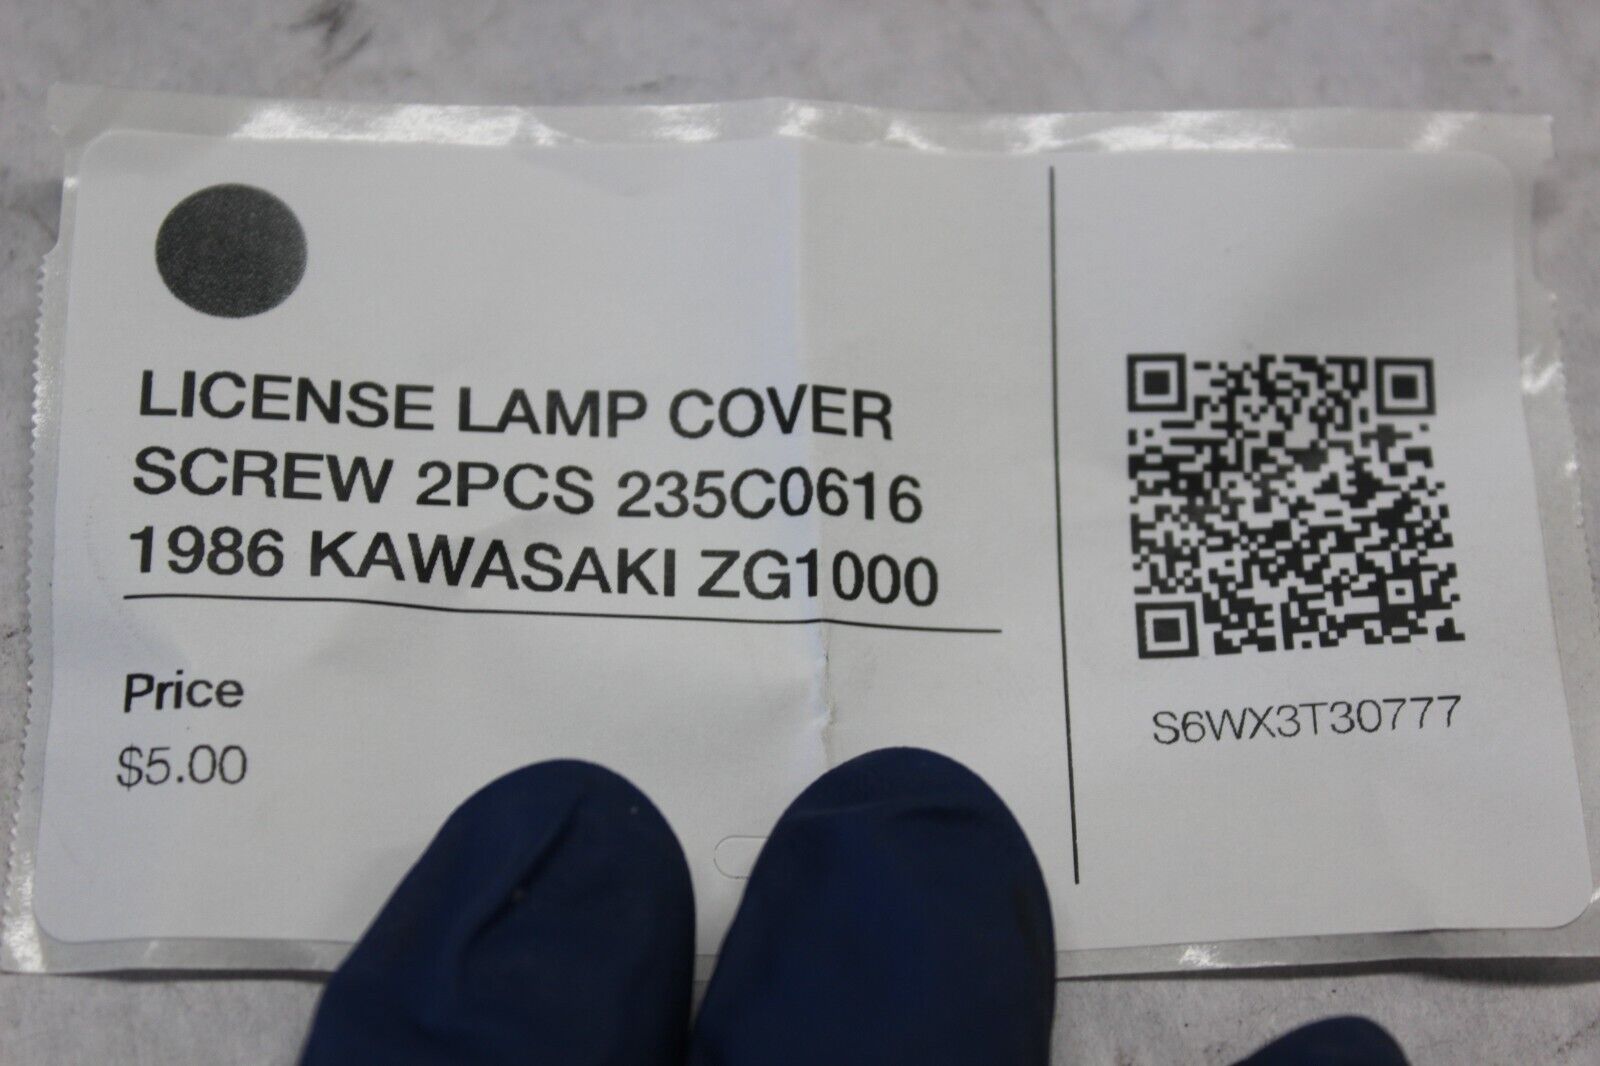 LICENSE LAMP COVER
SCREW 2PCS 235C0616
1986 KAWASAKI ZG1000
Price
$5.00
S6WX3T30777